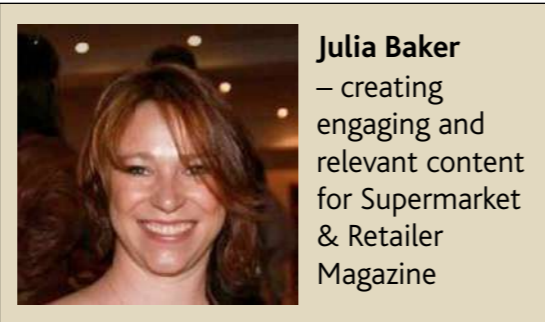 Julia Baker
– creating
engaging and
relevant content
for Supermarket
& Retailer
Magazine